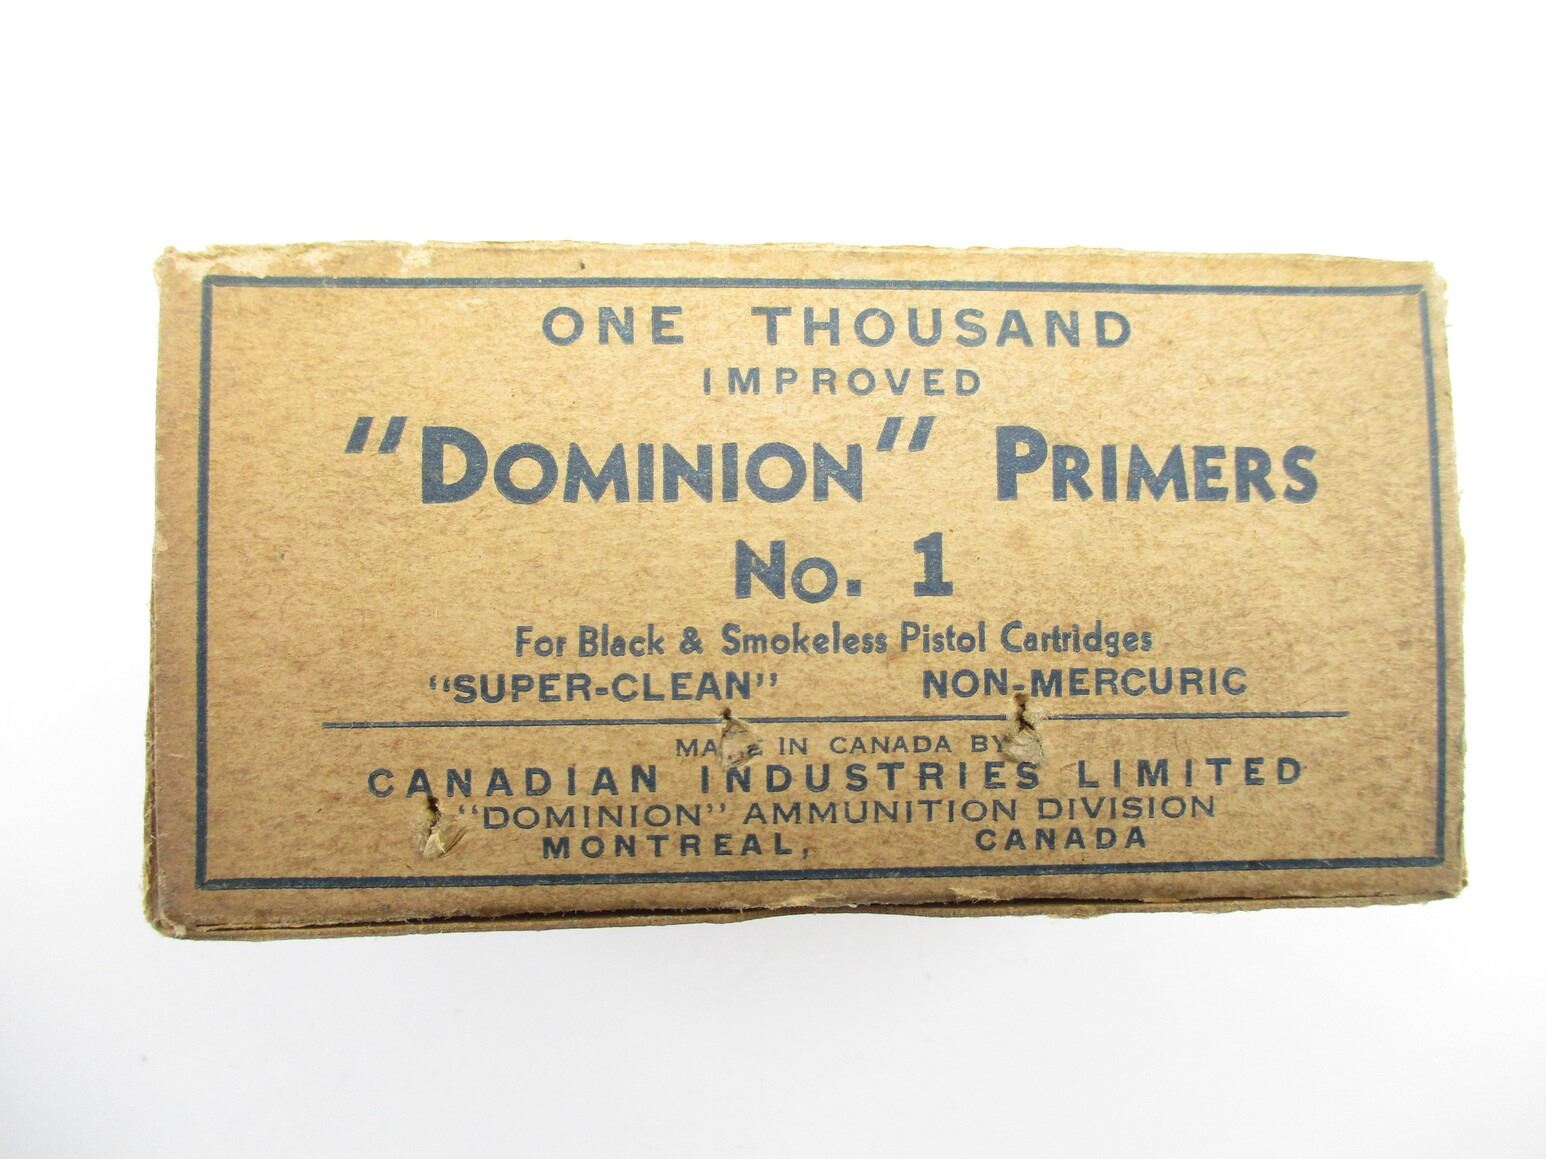 ONE THOUSAND
IMPROVED
"DOMINION" PRIMERS
No. 1
For Black & Smokeless Pistol Cartridges
"SUPER-CLEAN" NON-MERCURIC
MADE IN CANADA BY
CANADIAN INDUSTRIES LIMITED
"DOMINION" AMMUNITION DIVISION
MONTREAL, CANADA